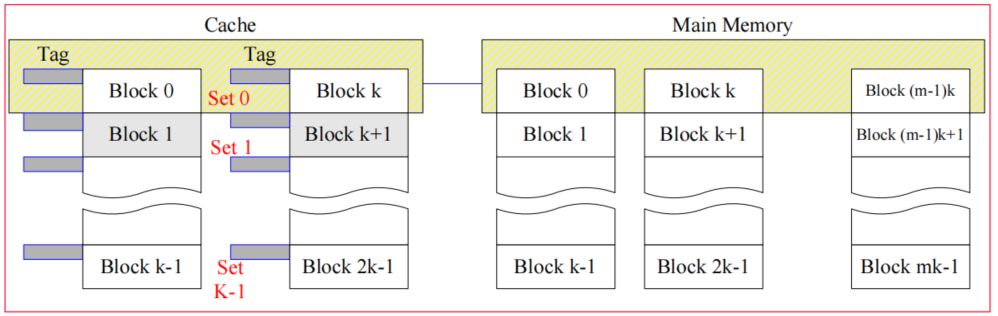 Cache
Main Memory
Tag
Tag
Block 0
Set 0
Block k
Block 0
Block k
Block (m-1)k
Block 1
Set 1
Block k+1
Block 1
Block k+1
Block (m-1)k+1
Block k-1
Set
K-1
Block 2k-1
Block k-1
Block 2k-1
Block mk-1